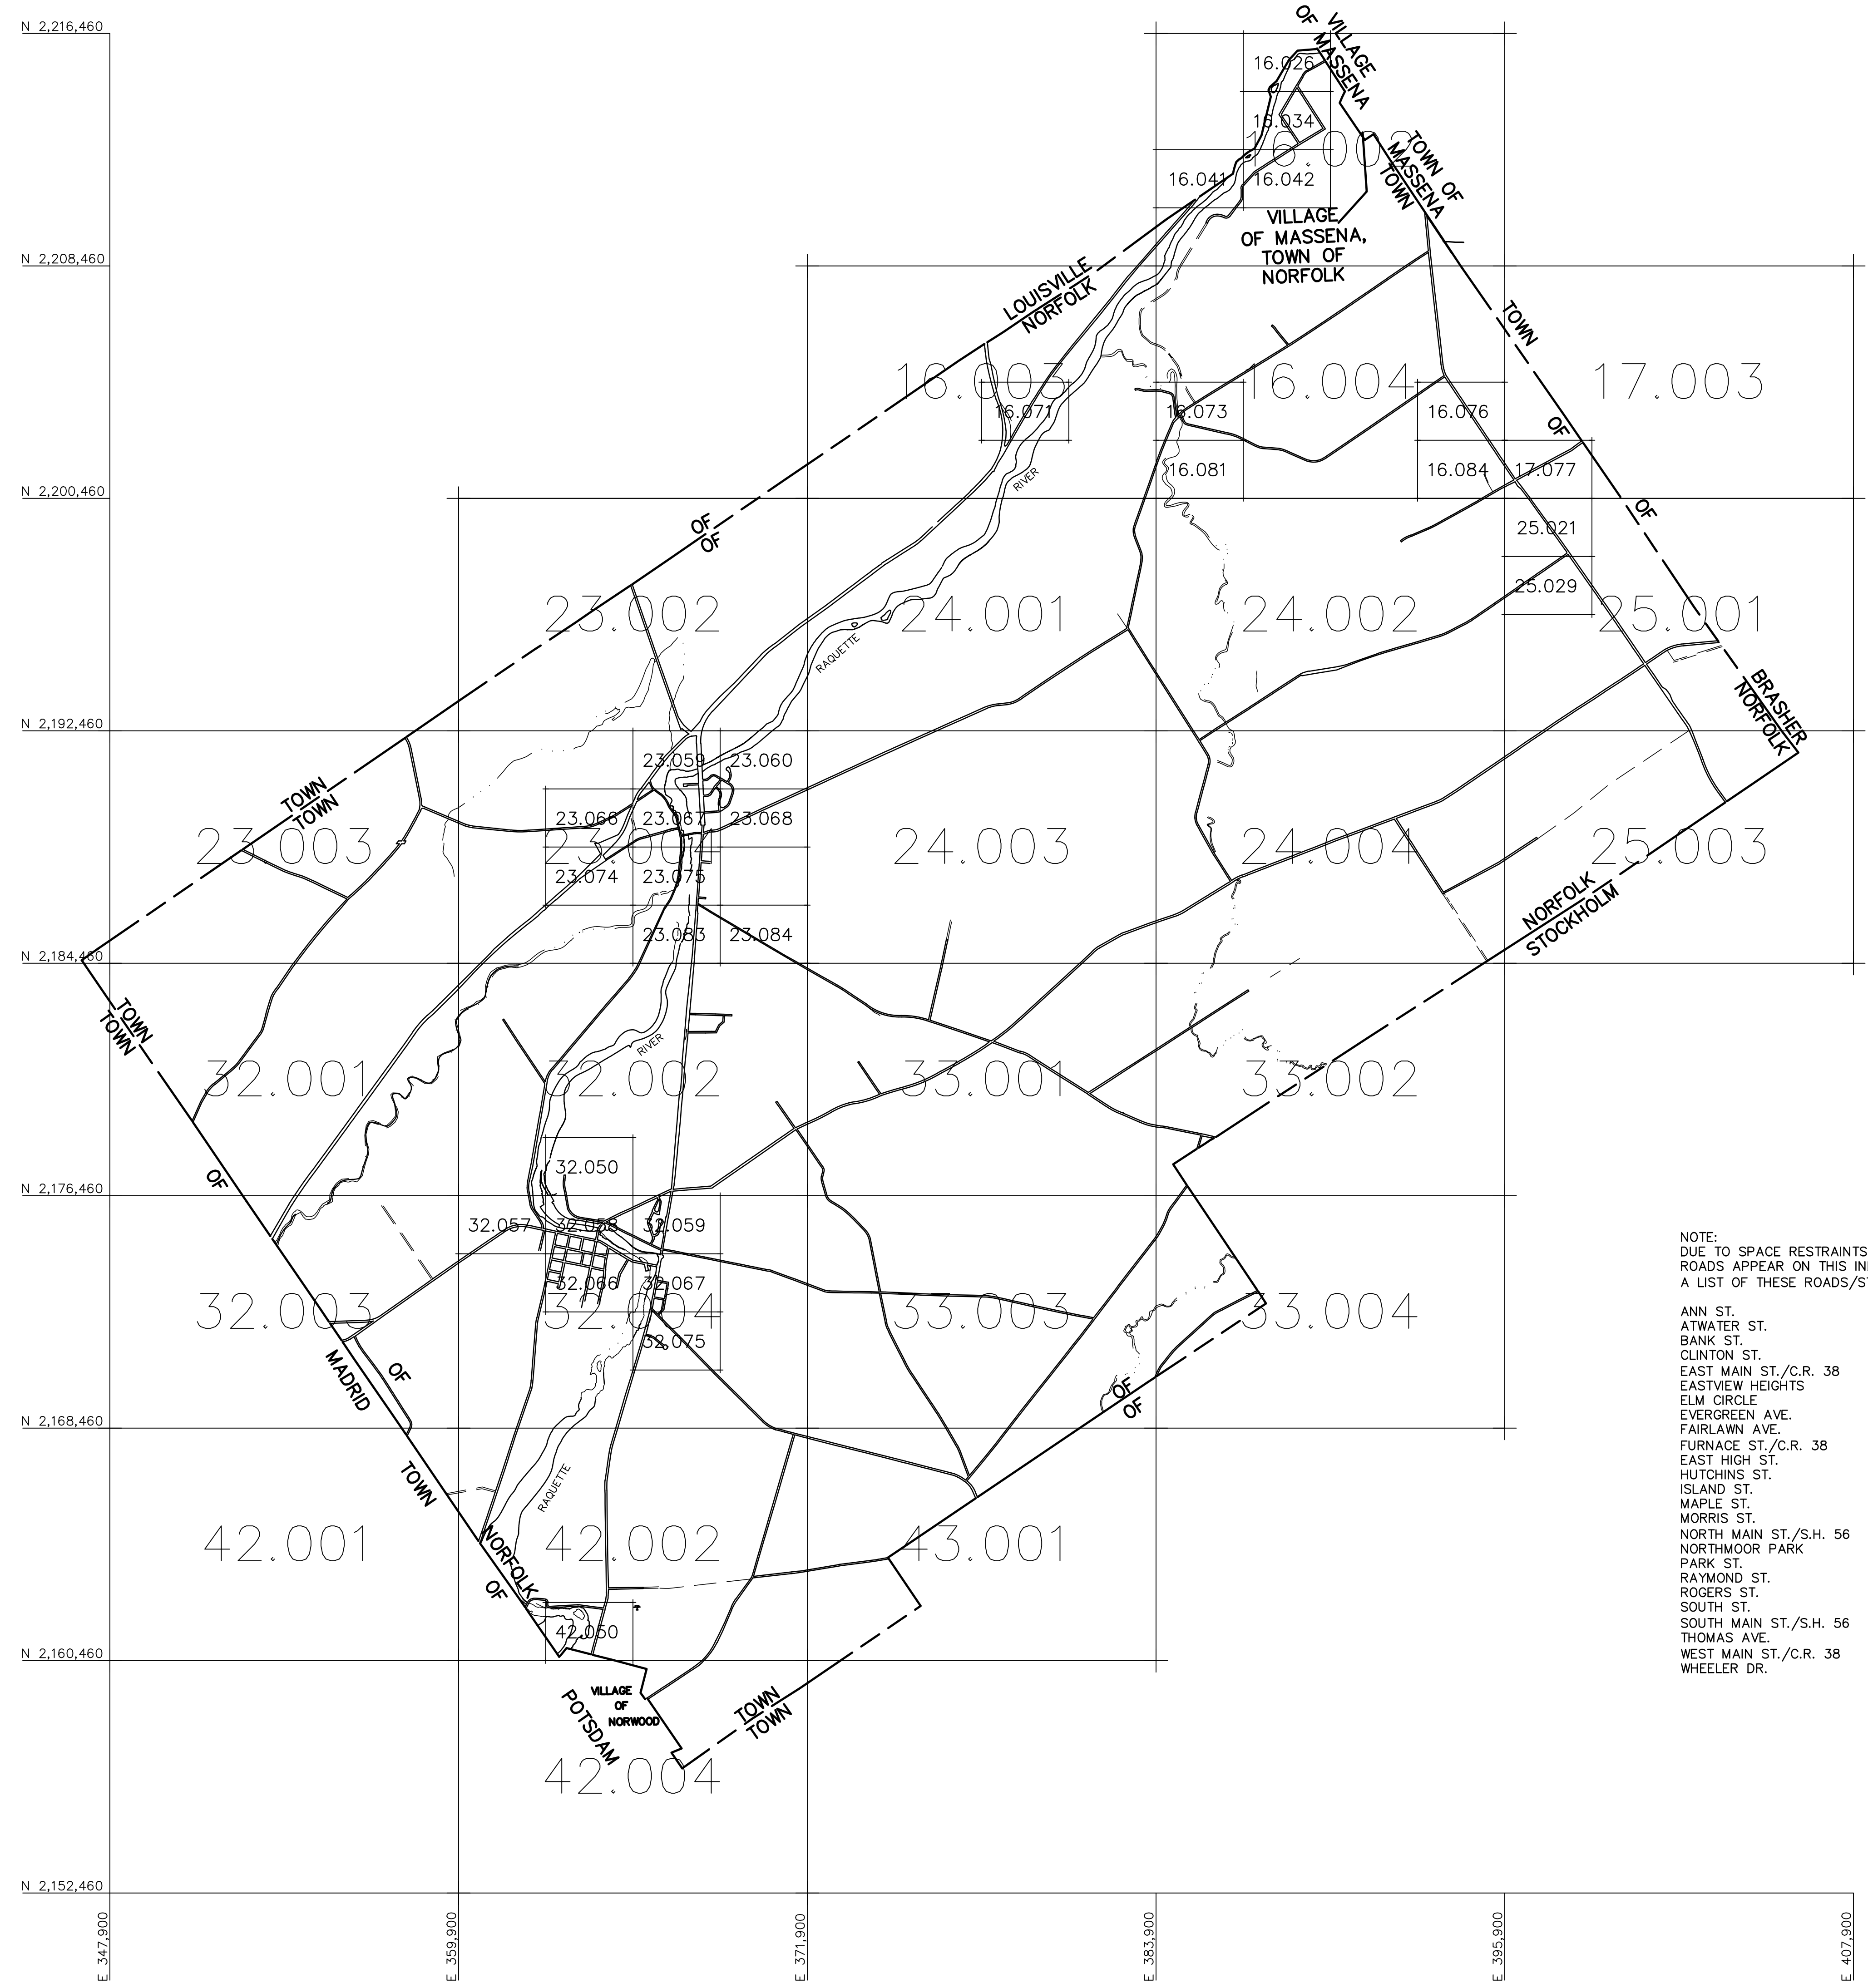 N 2,216,460
VILLAGE
OF MASSENA
16.026
16.034
16.002
16.041
16.042
TOWN OF
MASSENA
TOWN
VILLAGE
OF MASSENA,
TOWN OF
NORFOLK
N 2,208,460
LOUISVILLE
NORFOLK
TOWN
16.003
16.004
17.003
16.071
16.073
16.076
OF
16.081
16.084
17.077
RIVER
N 2,200,460
OF
OF
OF
25.021
25.029
23.002
24.001
24.002
25.001
RAQUETTE
BRASHER
NORFOLK
N 2,192,460
23.059
23.060
TOWN
TOWN
23.066
23.067
23.068
23.003
23.004
24.003
24.004
25.003
23.074
23.075
NORFOLK
STOCKHOLM
23.083
23.084
N 2,184,460
TOWN
TOWN
RIVER
32.001
32.002
33.001
33.002
32.050
OF
N 2,176,460
32.057
32.058
32.059
32.066
32.067
32.003
32.004
33.003
33.004
32.075
MADRID
OF
OF
OF
N 2,168,460
TOWN
RAQUETTE
42.001
42.002
43.001
NORFOLK
OF
42.050
N 2,160,460
VILLAGE
OF
NORWOOD
POTSDAM
TOWN
TOWN
42.004
N 2,152,460
E 347,900
E 359,900
E 371,900
E 383,900
E 395,900
E 407,900
NOTE:
DUE TO SPACE RESTRAINTS
ROADS APPEAR ON THIS
A LIST OF THESE ROADS/
ANN ST.
ATWATER ST.
BANK ST.
CLINTON ST.
EAST MAIN ST./C.R. 38
EASTVIEW HEIGHTS
ELM CIRCLE
EVERGREEN AVE.
FAIRLAWN AVE.
FURNACE ST./C.R. 38
EAST HIGH ST.
HUTCHINS ST.
ISLAND ST.
MAPLE ST.
MORRIS ST.
NORTH MAIN ST./S.H. 56
NORTHMOOR PARK
PARK ST.
RAYMOND ST.
ROGERS ST.
SOUTH ST.
SOUTH MAIN ST./S.H. 56
THOMAS AVE.
WEST MAIN ST./C.R. 38
WHEELER DR.